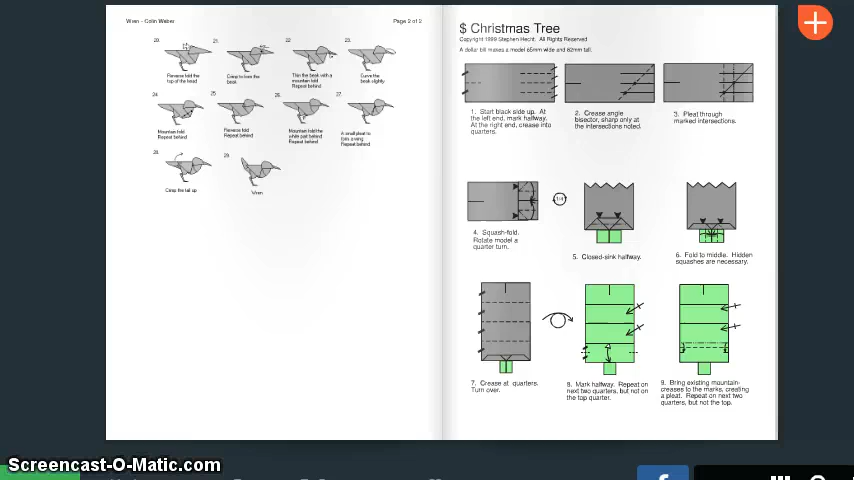 Wren - Colin Weber
Page 2 of 2
20.
21.
22.
23.
Reverse fold the
top of the head
Crimp to form the
beak
Thin the beak with a
mountain fold
Repeat behind
Curve the
beak slightly
24.
25.
26.
27.
Mountain fold
Repeat behind
Reverse fold
Repeat behind
Mountain fold the
white part behind
Repeat behind
A small pleat to
form a wing
Repeat behind
28.
29.
Crimp the tail up
Wren
$ Christmas Tree
Copyright 1999 Stephen Hecht. All Rights Reserved
A dollar bill makes a model 65mm wide and 82mm tall.
1. Start black side up. At
the left end, mark halfway.
At the right end, crease into
quarters.
2. Crease angle
bisector, sharp only at
the intersections noted.
3. Pleat through
marked intersections.
1/4
4. Squash-fold.
Rotate model a
quarter turn.
5. Closed-sink halfway.
6. Fold to middle. Hidden
squashes are necessary.
7. Crease at quarters.
Turn over.
8. Mark halfway. Repeat on
next two quarters, but not on
the top quarter.
9. Bring existing mountain-
creases to the marks, creating
a pleat. Repeat on next two
quarters, but not the top.
Screencast-O-Matic.com